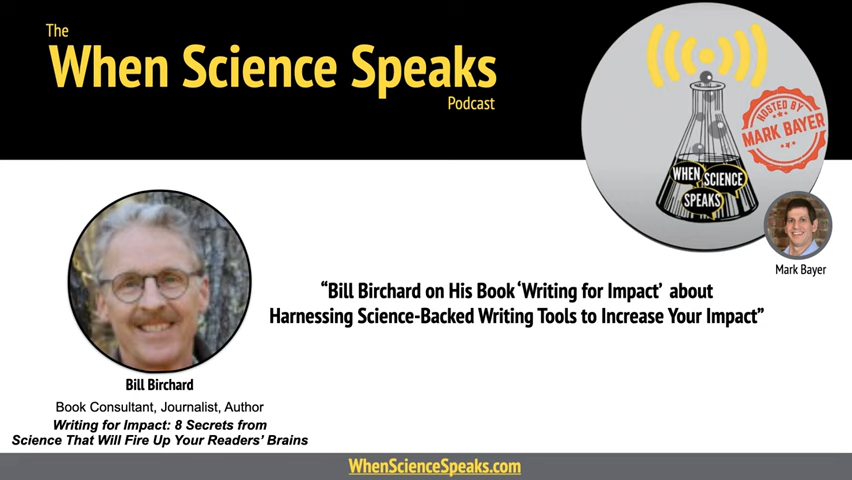 The
When Science Speaks
Podcast
HOSTED BY
MARK BAYER
WHEN
SCIENCE
SPEAKS
Mark Bayer
“Bill Birchard on His Book ‘Writing for Impact’ about
Harnessing Science-Backed Writing Tools to Increase Your Impact”
Bill Birchard
Book Consultant, Journalist, Author
Writing for Impact: 8 Secrets from
Science That Will Fire Up Your Readers’ Brains
WhenScienceSpeaks.com